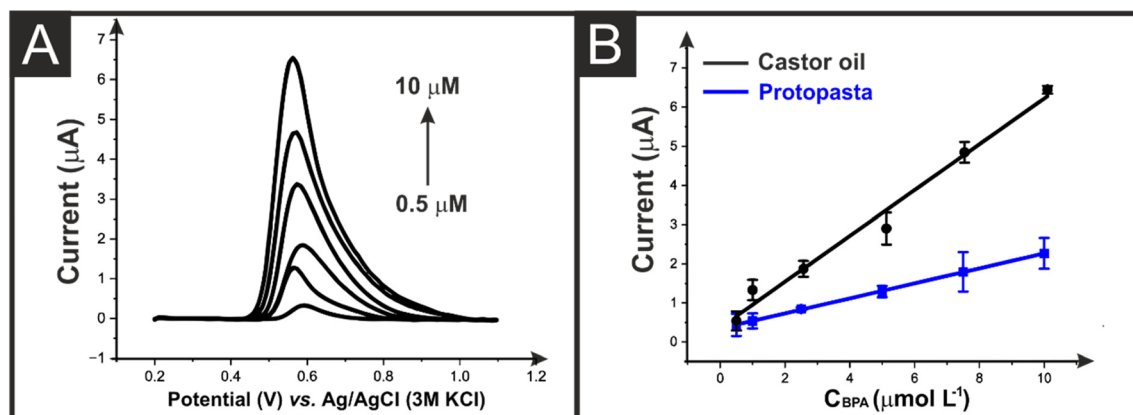 A
7
6
5
4
3
2
1
0
−1
Current (μA)
10 μM
0.5 μM
0.2 0.4 0.6 0.8 1.0 1.2
Potential (V) vs. Ag/AgCl (3M KCl)
B
Castor oil
Protopasta
7
6
5
4
3
2
1
0
Current (μA)
0 2 4 6 8 10
CBPA (μmol L-1)